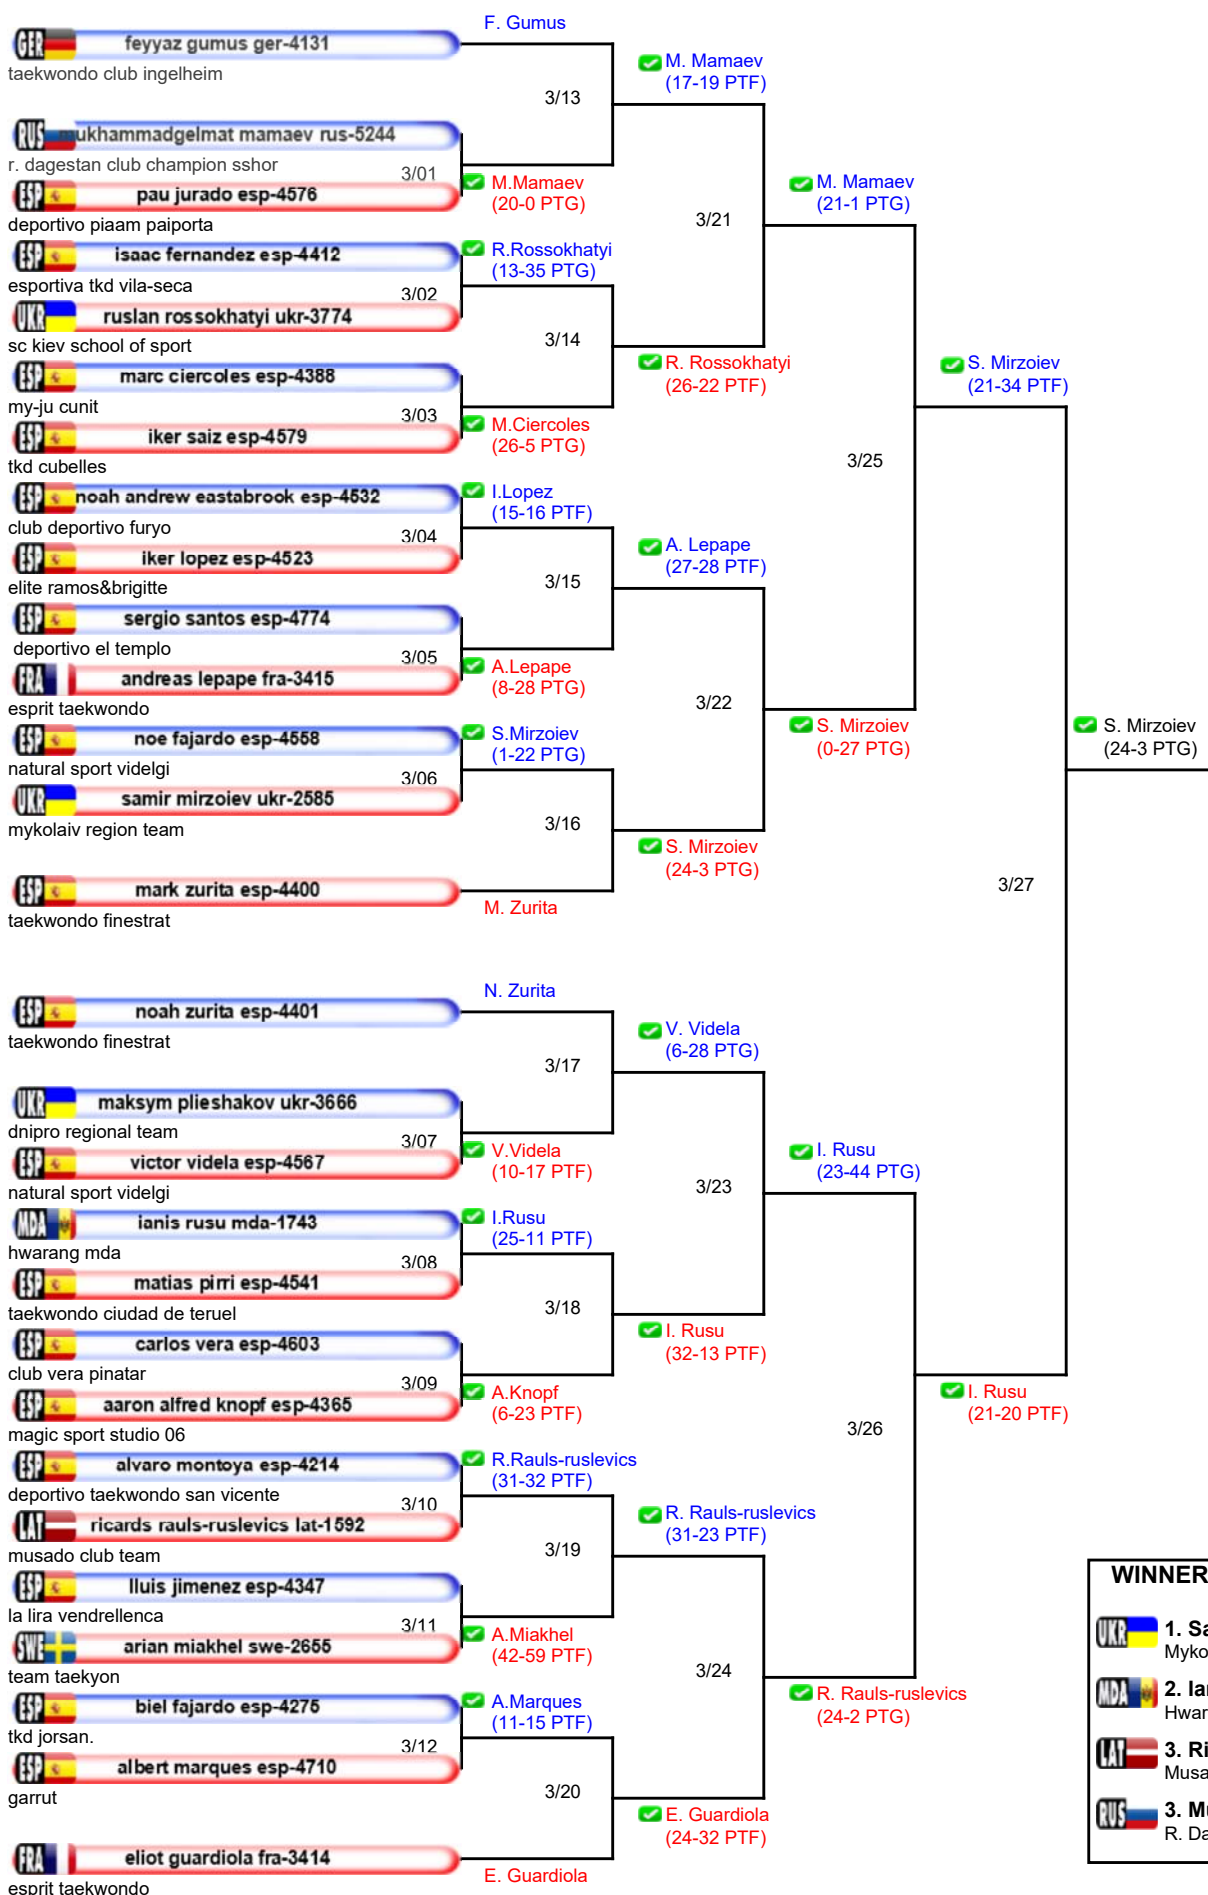 F. Gumus
GER feyyaz gumus ger-4131
taekwondo club ingelheim
3/13
M. Mamaev
(17-19 PTF)
RUS mukhammadgelmat mamaev rus-5244
r. dagestan club champion sshor
3/01
ESP pau jurado esp-4576
deportivo piaam paiporta
M.Mamaev
(20-0 PTG)
3/21
M. Mamaev
(21-1 PTG)
ESP isaac fernandez esp-4412
esportiva tkd vila-seca
R.Rossokhatyi
(13-35 PTG)
3/02
UKR ruslan rossokhatyi ukr-3774
sc kiev school of sport
3/14
R. Rossokhatyi
(26-22 PTF)
ESP marc ciercoles esp-4388
my-ju cunit
3/03
ESP iker saiz esp-4579
tkd cubelles
M.Ciercoles
(26-5 PTG)
3/25
S. Mirzoiev
(21-34 PTF)
ESP noah andrew eastabrook esp-4532
club deportivo furyo
I.Lopez
(15-16 PTF)
3/04
ESP iker lopez esp-4523
elite ramos&brigitte
3/15
A. Lepape
(27-28 PTF)
ESP sergio santos esp-4774
deportivo el templo
3/05
FRA andreas lepape fra-3415
esprit taekwondo
A.Lepape
(8-28 PTG)
3/22
S. Mirzoiev
(0-27 PTG)
S. Mirzoiev
(24-3 PTG)
ESP noe fajardo esp-4558
natural sport videlgi
S.Mirzoiev
(1-22 PTG)
3/06
UKR samir mirzoiev ukr-2585
mykolaiv region team
3/16
S. Mirzoiev
(24-3 PTG)
ESP mark zurita esp-4400
taekwondo finestrat
M. Zurita
3/27
N. Zurita
ESP noah zurita esp-4401
taekwondo finestrat
3/17
V. Videla
(6-28 PTG)
UKR maksym plieshakov ukr-3666
dnipro regional team
3/07
ESP victor videla esp-4567
natural sport videlgi
V.Videla
(10-17 PTF)
3/23
I. Rusu
(23-44 PTG)
MDA ianis rusu mda-1743
hwarang mda
I.Rusu
(25-11 PTF)
3/08
ESP matias pirri esp-4541
taekwondo ciudad de teruel
3/18
I. Rusu
(32-13 PTF)
ESP carlos vera esp-4603
club vera pinatar
3/09
ESP aaron alfred knopf esp-4365
magic sport studio 06
A.Knopf
(6-23 PTF)
3/26
I. Rusu
(21-20 PTF)
ESP alvaro montoya esp-4214
deportivo taekwondo san vicente
R.Rauls-ruslevics
(31-32 PTF)
3/10
LAT ricards rauls-ruslevics lat-1592
musado club team
3/19
R. Rauls-ruslevics
(31-23 PTF)
ESP lluis jimenez esp-4347
la lira vendrellenca
3/11
SWE arian miakhel swe-2655
team taekyon
A.Miakhel
(42-59 PTF)
3/24
R. Rauls-ruslevics
(24-2 PTG)
ESP biel fajardo esp-4275
tkd jorsan.
A.Marques
(11-15 PTF)
3/12
ESP albert marques esp-4710
garrut
3/20
E. Guardiola
(24-32 PTF)
FRA eliot guardiola fra-3414
esprit taekwondo
E. Guardiola
WINNER
UKR 1. Sa
Myko
MDA 2. Iar
Hwar
LAT 3. Ri
Musa
RUS 3. Mu
R. Da